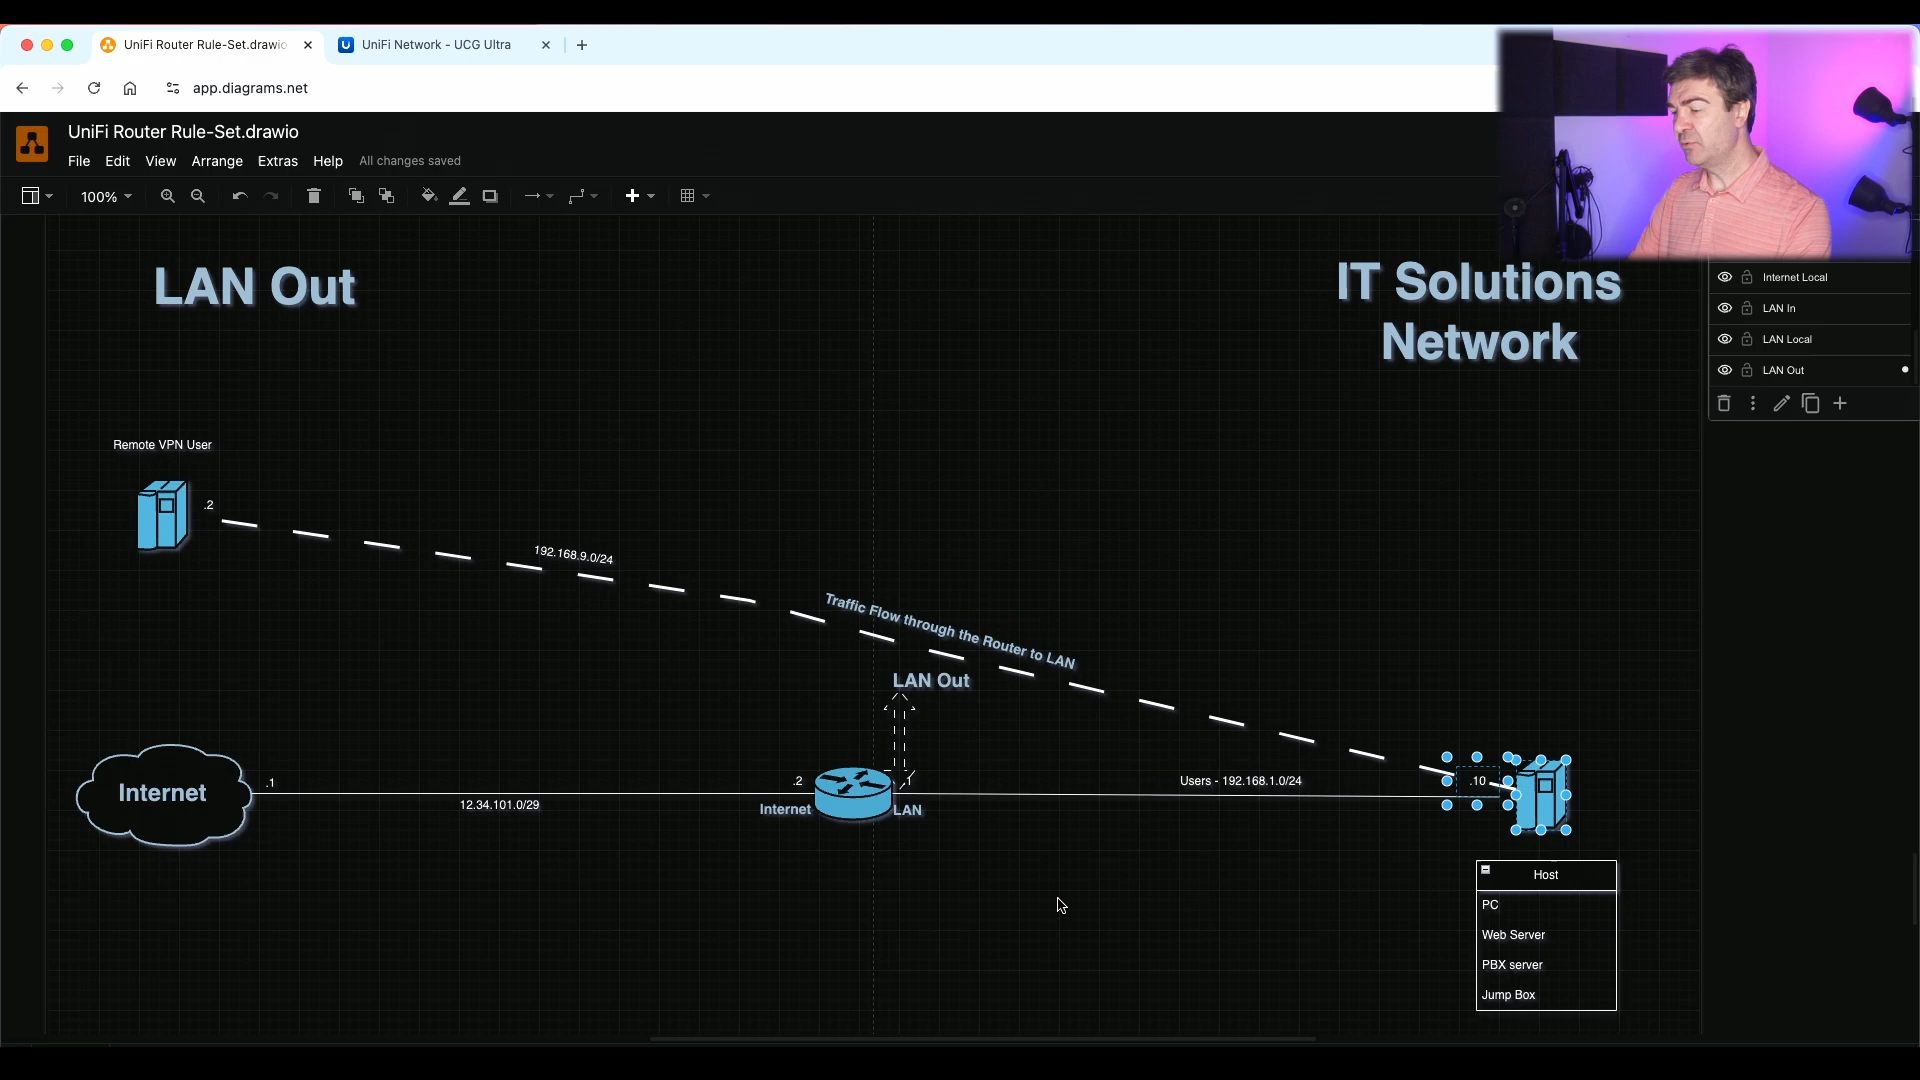 UniFi Router Rule-Set.drawio
UniFi Network - UCG Ultra
app.diagrams.net
UniFi Router Rule-Set.drawio
File Edit View Arrange Extras Help All changes saved
100%
LAN Out
IT Solutions
Network
Internet Local
LAN In
LAN Local
LAN Out
Remote VPN User
.2
192.168.9.0/24
Traffic Flow through the Router to LAN
LAN Out
Internet
.1
12.34.101.0/29
.2
.1
Internet
LAN
Users - 192.168.1.0/24
.10
Host
PC
Web Server
PBX server
Jump Box